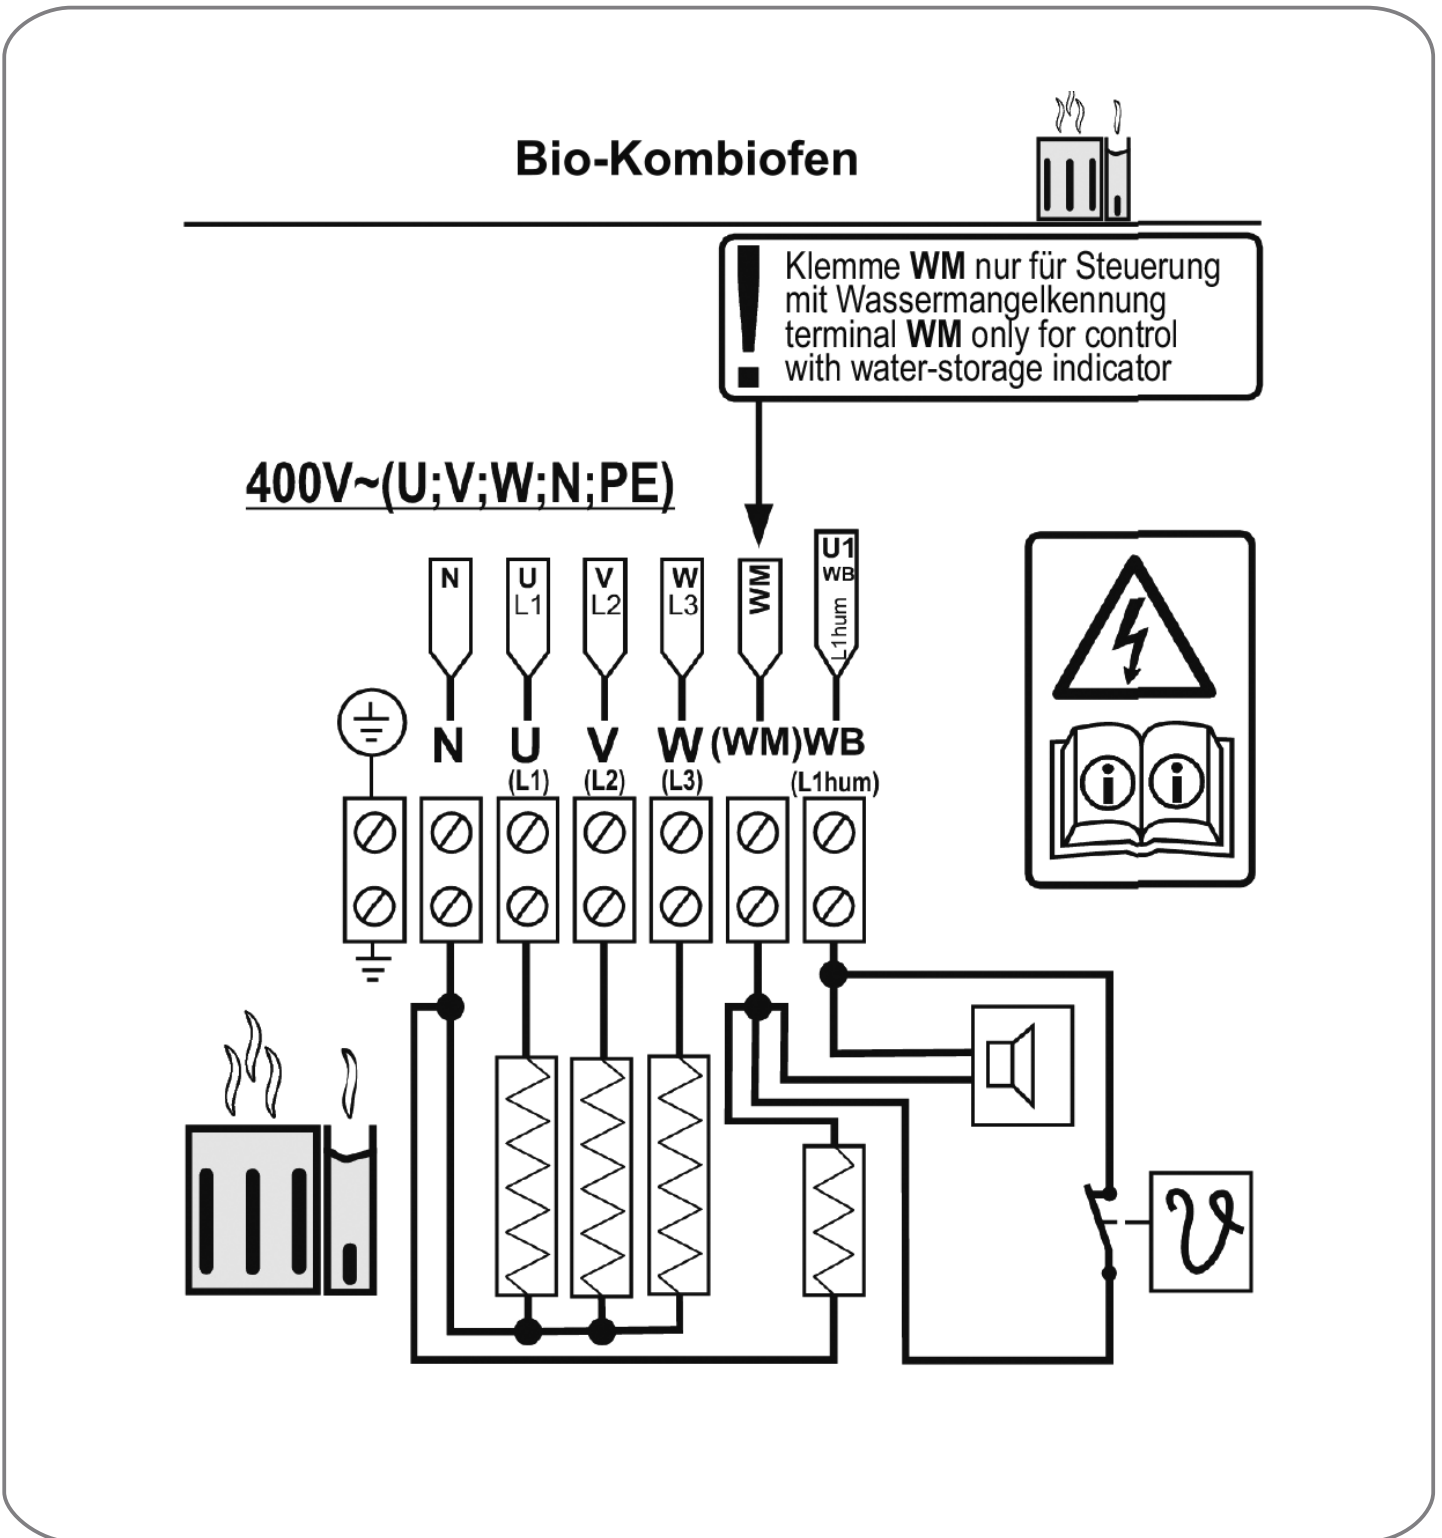 Bio-Kombiofen
! Klemme WM nur für Steuerung
mit Wassermangelkennung
terminal WM only for control
with water-storage indicator
400V~(U;V;W;N;PE)
N
U
L1
V
L2
W
L3
WM
U1
WB
L1hum
N U V W (WM) WB
(L1) (L2) (L3) (L1hum)
i i
ϑ